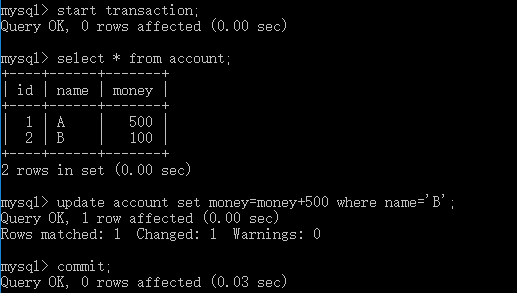 mysql> start transaction;
Query OK, 0 rows affected (0.00 sec)
mysql> select * from account;
+----+------+-------+
| id | name | money |
+----+------+-------+
|  1 | A    |   500 |
|  2 | B    |   100 |
+----+------+-------+
2 rows in set (0.00 sec)
mysql> update account set money=money+500 where name='B';
Query OK, 1 row affected (0.00 sec)
Rows matched: 1  Changed: 1  Warnings: 0
mysql> commit;
Query OK, 0 rows affected (0.03 sec)